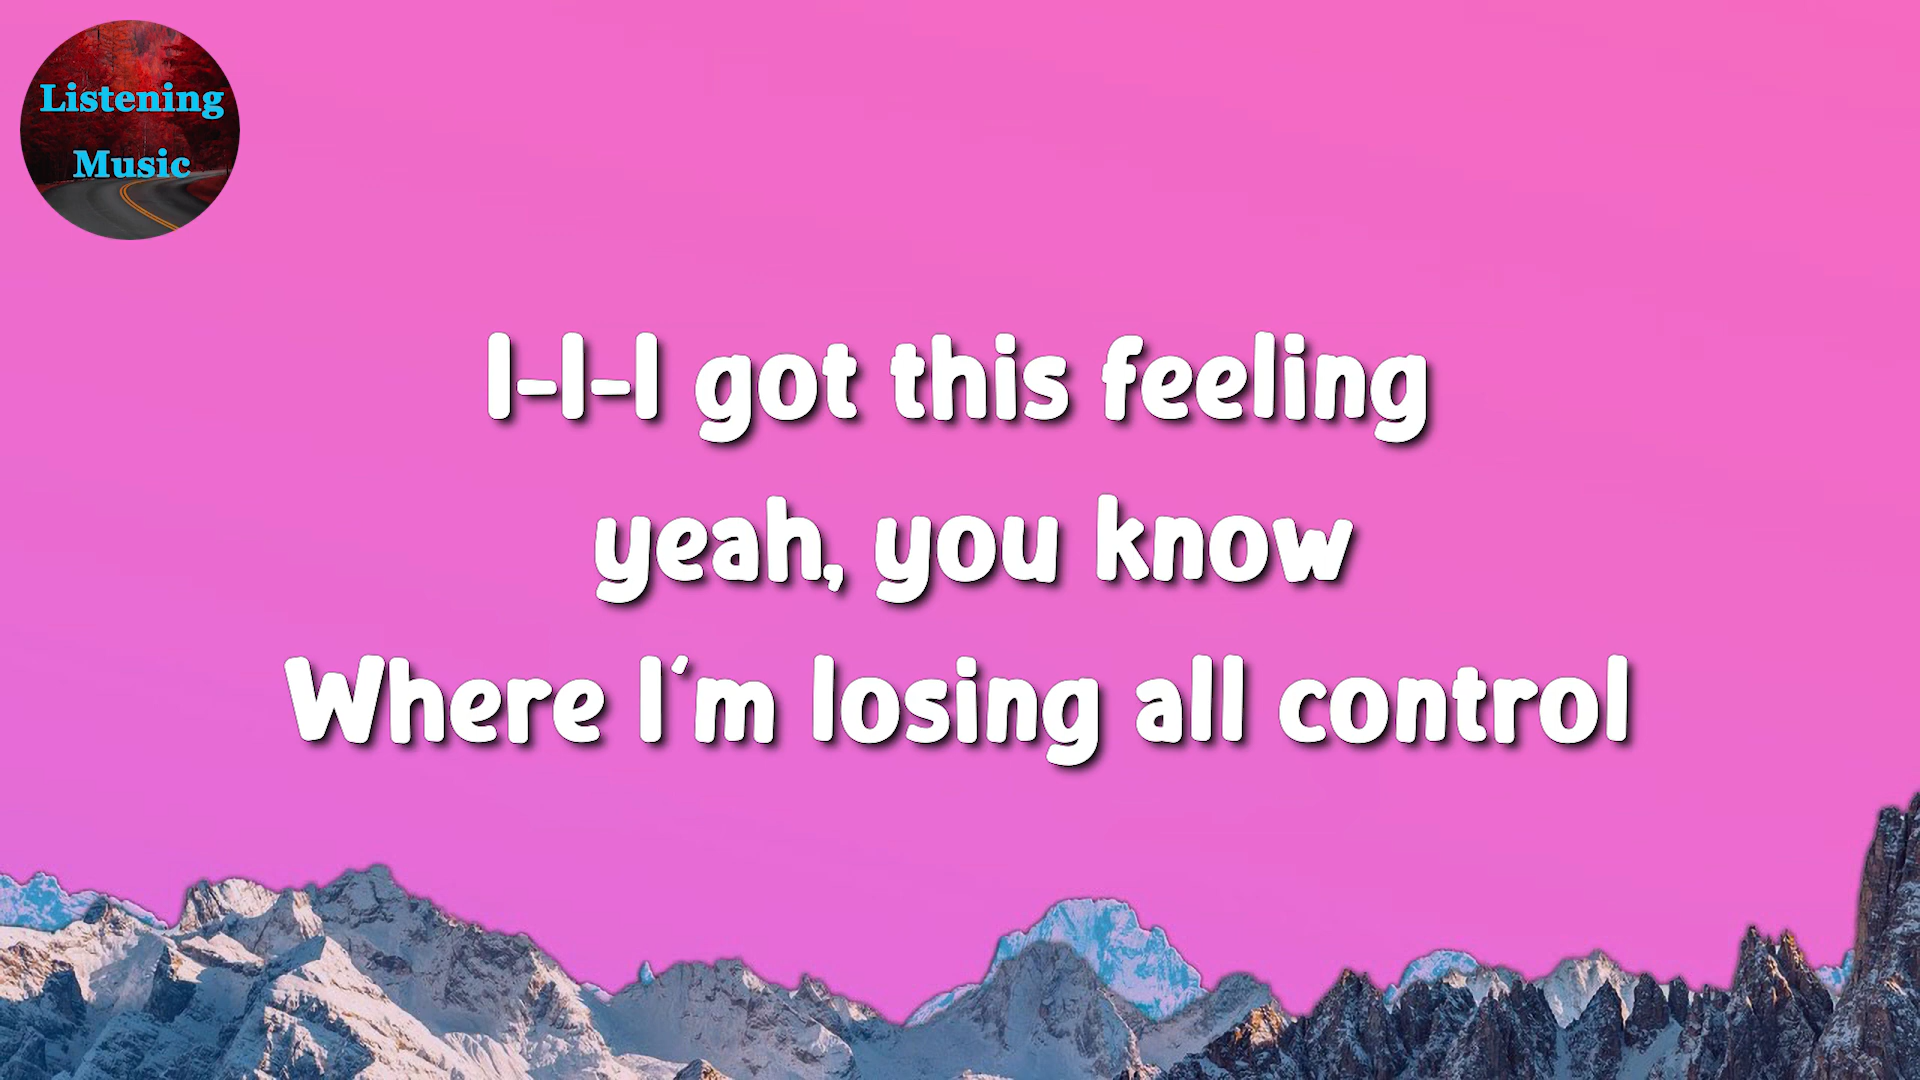 Listening
Music
I-I-I got this feeling
yeah, you know
Where I'm losing all control